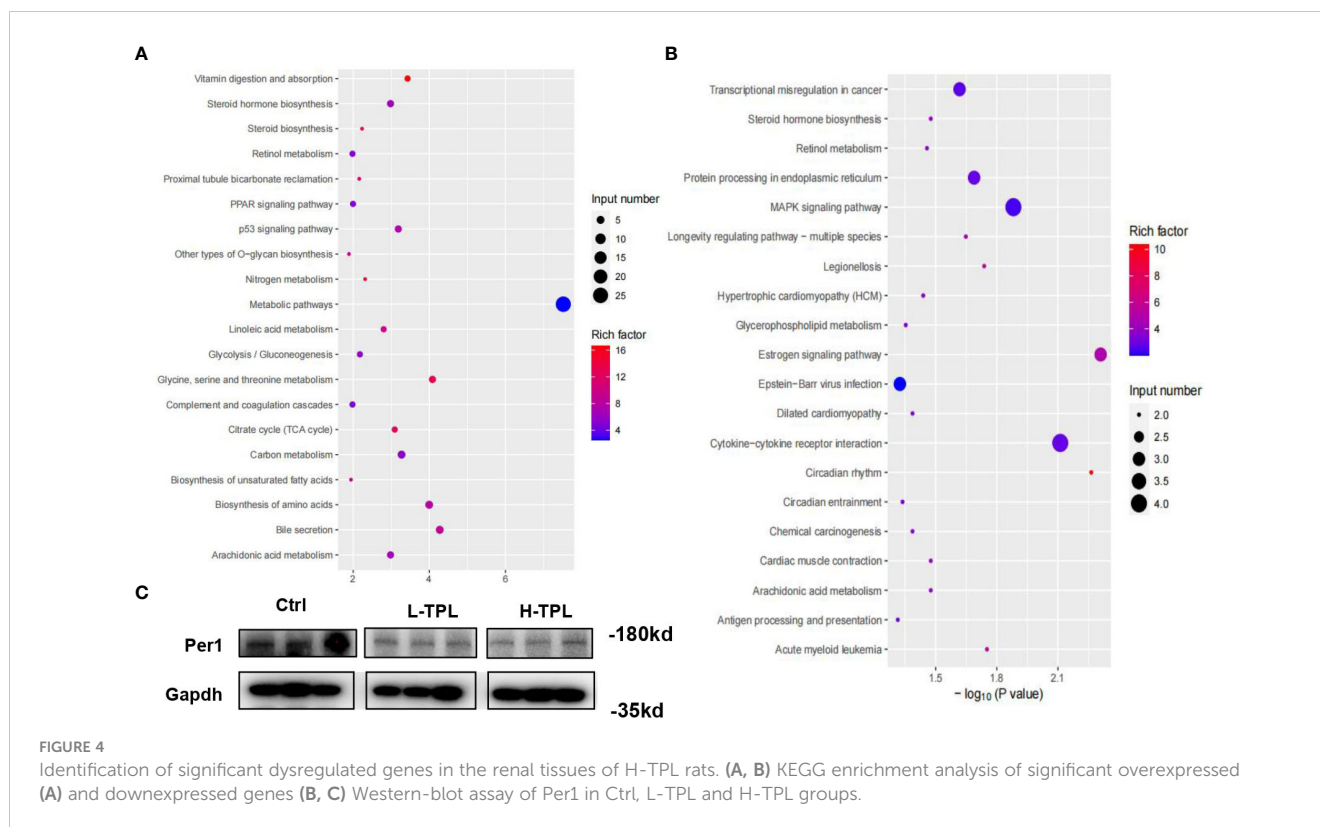 A
Vitamin digestion and absorption
Steroid hormone biosynthesis
Steroid biosynthesis
Retinol metabolism
Proximal tubule bicarbonate reclamation
PPAR signaling pathway
p53 signaling pathway
Other types of O-glycan biosynthesis
Nitrogen metabolism
Metabolic pathways
Linoleic acid metabolism
Glycolysis / Gluconeogenesis
Glycine, serine and threonine metabolism
Complement and coagulation cascades
Citrate cycle (TCA cycle)
Carbon metabolism
Biosynthesis of unsaturated fatty acids
Biosynthesis of amino acids
Bile secretion
Arachidonic acid metabolism
2 4 6
Input number
5
10
15
20
25
Rich factor
16
12
8
4
B
Transcriptional misregulation in cancer
Steroid hormone biosynthesis
Retinol metabolism
Protein processing in endoplasmic reticulum
MAPK signaling pathway
Longevity regulating pathway − multiple species
Legionellosis
Hypertrophic cardiomyopathy (HCM)
Glycerophospholipid metabolism
Estrogen signaling pathway
Epstein−Barr virus infection
Dilated cardiomyopathy
Cytokine−cytokine receptor interaction
Circadian rhythm
Circadian entrainment
Chemical carcinogenesis
Cardiac muscle contraction
Arachidonic acid metabolism
Antigen processing and presentation
Acute myeloid leukemia
1.5 1.8 2.1
− log10 (P value)
Rich factor
10
8
6
4
Input number
2.0
2.5
3.0
3.5
4.0
C
Ctrl L-TPL H-TPL
Per1 -180kd
Gapdh
-35kd
FIGURE 4
Identification of significant dysregulated genes in the renal tissues of H-TPL rats. (A, B) KEGG enrichment analysis of significant overexpressed
(A) and downexpressed genes (B, C) Western-blot assay of Per1 in Ctrl, L-TPL and H-TPL groups.